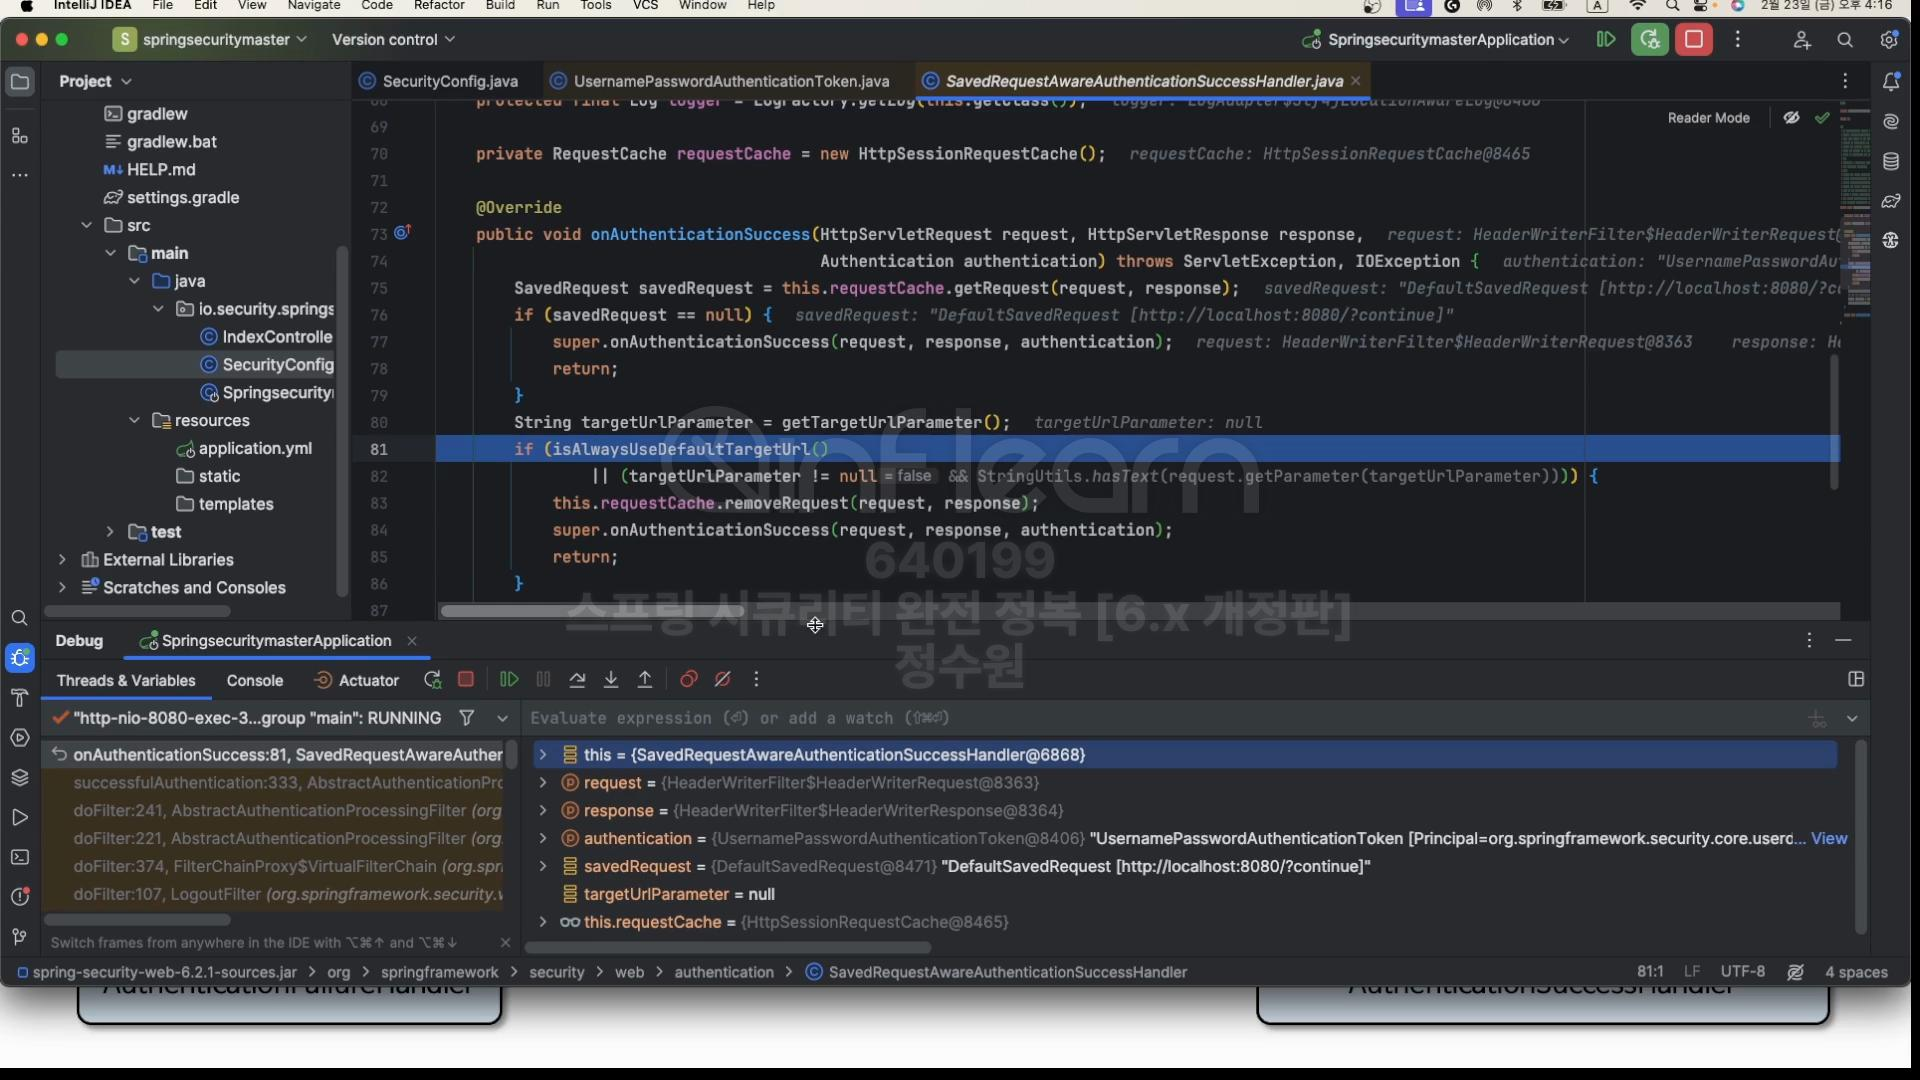 IntelliJ IDEA File Edit View Navigate Code Refactor Build Run Tools VCS Window Help
A 2월 23일 (금) 오후 4:16
S springsecuritymaster Version control SpringsecuritymasterApplication
Project
SecurityConfig.java UsernamePasswordAuthenticationToken.java SavedRequestAwareAuthenticationSuccessHandler.java
gradlew
gradlew.bat
HELP.md
settings.gradle
src
main
java
io.security.springs
IndexControlle
SecurityConfig
Springsecurity
resources
application.yml
static
templates
test
External Libraries
Scratches and Consoles
Reader Mode
68 protected final Log logger = LogFactory.getLog(this.getClass());
69
70 private RequestCache requestCache = new HttpSessionRequestCache(); requestCache: HttpSessionRequestCache@8465
71
72 @Override
73 public void onAuthenticationSuccess(HttpServletRequest request, HttpServletResponse response, request: HeaderWriterFilter$HeaderWriterRequest@
74 Authentication authentication) throws ServletException, IOException { authentication: "UsernamePasswordAu
75 SavedRequest savedRequest = this.requestCache.getRequest(request, response); savedRequest: "DefaultSavedRequest [http://localhost:8080/?co
76 if (savedRequest == null) { savedRequest: "DefaultSavedRequest [http://localhost:8080/?continue]"
77 super.onAuthenticationSuccess(request, response, authentication); request: HeaderWriterFilter$HeaderWriterRequest@8363 response: He
78 return;
79 }
80 String targetUrlParameter = getTargetUrlParameter(); targetUrlParameter: null
81 if (isAlwaysUseDefaultTargetUrl()
82 || (targetUrlParameter != null = false && StringUtils.hasText(request.getParameter(targetUrlParameter)))) {
83 this.requestCache.removeRequest(request, response);
84 super.onAuthenticationSuccess(request, response, authentication);
85 return;
86 }
87
inflearn
640199
스프링 시큐리티 완전 정복 [6.x 개정판]
정수원
Debug SpringsecuritymasterApplication
Threads & Variables Console Actuator
"http-nio-8080-exec-3...group "main": RUNNING
onAuthenticationSuccess:81, SavedRequestAwareAuthen
successfulAuthentication:333, AbstractAuthenticationPro
doFilter:241, AbstractAuthenticationProcessingFilter (org
doFilter:221, AbstractAuthenticationProcessingFilter (org
doFilter:374, FilterChainProxy$VirtualFilterChain (org.spri
doFilter:107, LogoutFilter (org.springframework.security.w
Switch frames from anywhere in the IDE with ⌥⌘↑ and ⌥⌘↓
Evaluate expression (⏎) or add a watch (⇧⌘⏎)
this = {SavedRequestAwareAuthenticationSuccessHandler@6868}
request = {HeaderWriterFilter$HeaderWriterRequest@8363}
response = {HeaderWriterFilter$HeaderWriterResponse@8364}
authentication = {UsernamePasswordAuthenticationToken@8406} "UsernamePasswordAuthenticationToken [Principal=org.springframework.security.core.userd... View
savedRequest = {DefaultSavedRequest@8471} "DefaultSavedRequest [http://localhost:8080/?continue]"
targetUrlParameter = null
this.requestCache = {HttpSessionRequestCache@8465}
spring-security-web-6.2.1-sources.jar > org > springframework > security > web > authentication > SavedRequestAwareAuthenticationSuccessHandler
81:1 LF UTF-8 4 spaces
AuthenticationFailureHandler
AuthenticationSuccessHandler